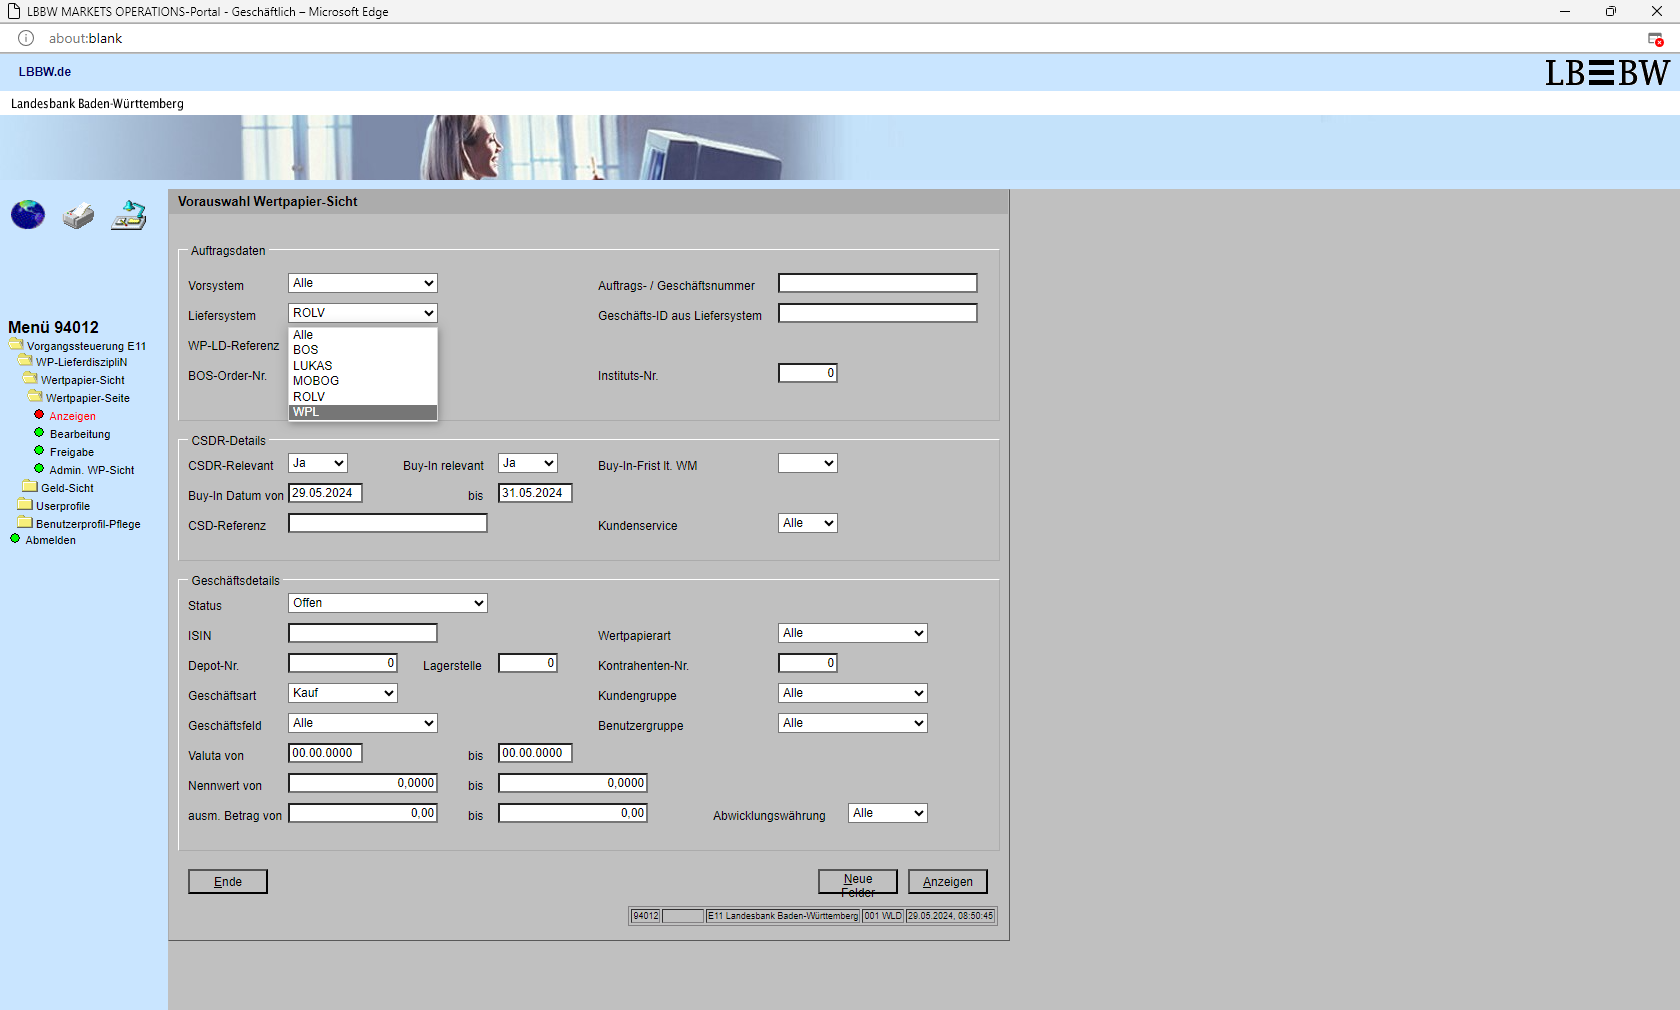 LBBW MARKETS OPERATIONS-Portal - Geschäftlich – Microsoft Edge
about:blank
LBBW.de
LB≡BW
Landesbank Baden-Württemberg
Menü 94012
Vorgangssteuerung E11
WP-LieferdiszipliN
Wertpapier-Sicht
Wertpapier-Seite
Anzeigen
Bearbeitung
Freigabe
Admin. WP-Sicht
Geld-Sicht
Userprofile
Benutzerprofil-Pflege
Abmelden
Vorauswahl Wertpapier-Sicht
Auftragsdaten
Vorsystem Alle Auftrags- / Geschäftsnummer
Liefersystem ROLV Geschäfts-ID aus Liefersystem
WP-LD-Referenz
BOS-Order-Nr. Instituts-Nr. 0
Alle
BOS
LUKAS
MOBOG
ROLV
WPL
CSDR-Details
CSDR-Relevant Ja Buy-In relevant Ja Buy-In-Frist lt. WM
Buy-In Datum von 29.05.2024 bis 31.05.2024
CSD-Referenz Kundenservice Alle
Geschäftsdetails
Status Offen
ISIN Wertpapierart Alle
Depot-Nr. 0 Lagerstelle 0 Kontrahenten-Nr. 0
Geschäftsart Kauf Kundengruppe Alle
Geschäftsfeld Alle Benutzergruppe Alle
Valuta von 00.00.0000 bis 00.00.0000
Nennwert von 0,0000 bis 0,0000
ausm. Betrag von 0,00 bis 0,00 Abwicklungswährung Alle
Ende Neue Felder Anzeigen
94012 E11 Landesbank Baden-Württemberg 001 WLD 29.05.2024, 08:50:45